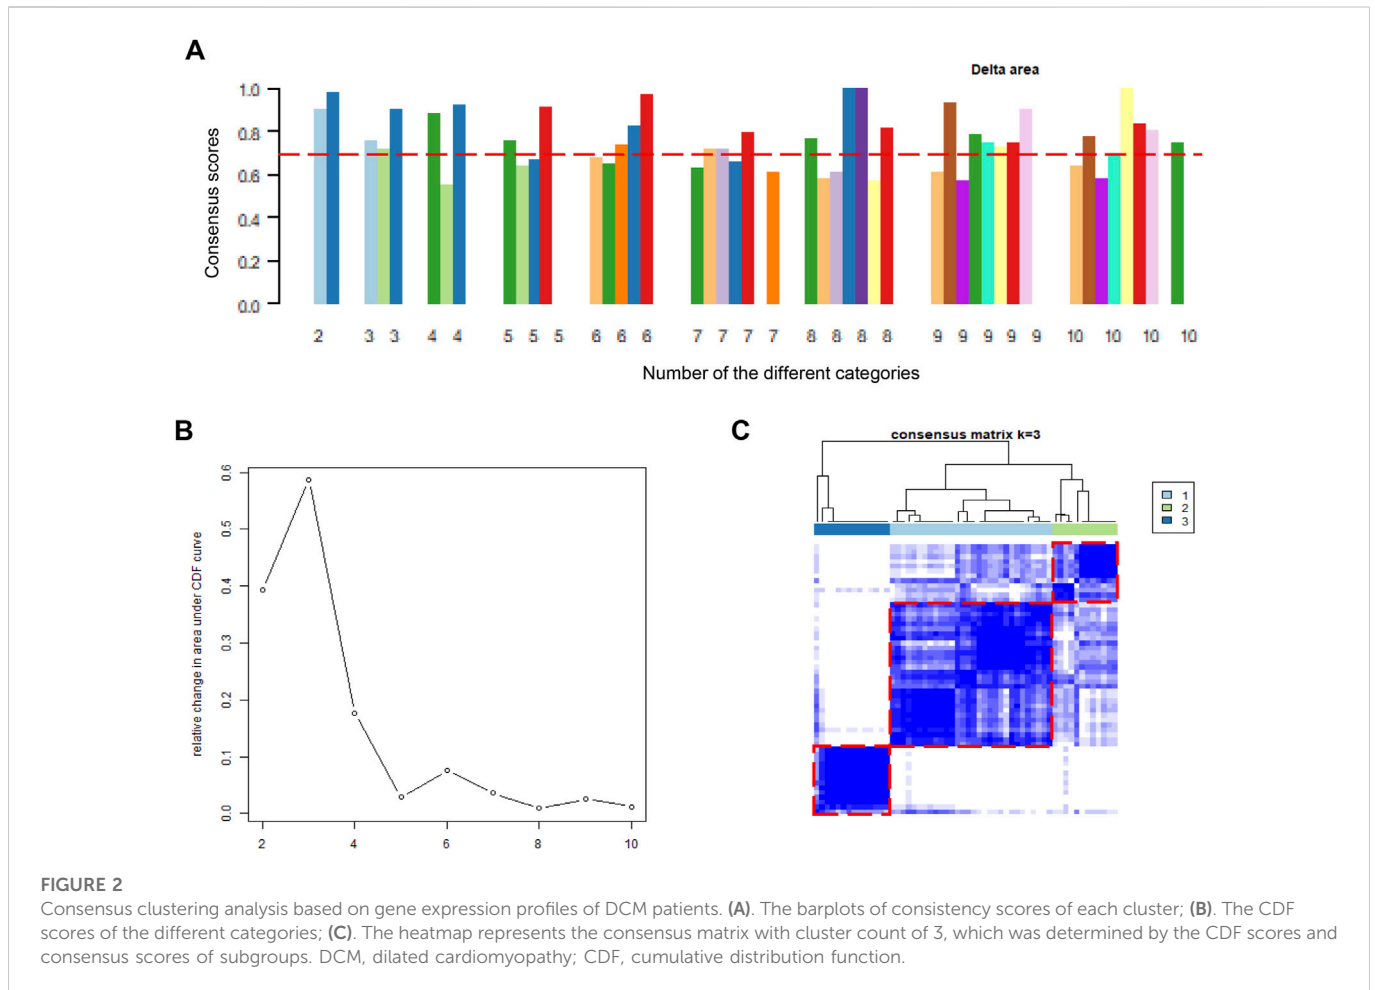 A
Delta area
Consensus scores
1.0
0.8
0.6
0.4
0.2
0.0
2 3 3 4 4 5 5 5 6 6 6 7 7 7 7 8 8 8 8 9 9 9 9 9 10 10 10 10
Number of the different categories
B
relative change in area under CDF curve
0.6
0.5
0.4
0.3
0.2
0.1
0.0
2 4 6 8 10
C
consensus matrix k=3
1
2
3
FIGURE 2
Consensus clustering analysis based on gene expression profiles of DCM patients. (A). The barplots of consistency scores of each cluster; (B). The CDF
scores of the different categories; (C). The heatmap represents the consensus matrix with cluster count of 3, which was determined by the CDF scores and
consensus scores of subgroups. DCM, dilated cardiomyopathy; CDF, cumulative distribution function.